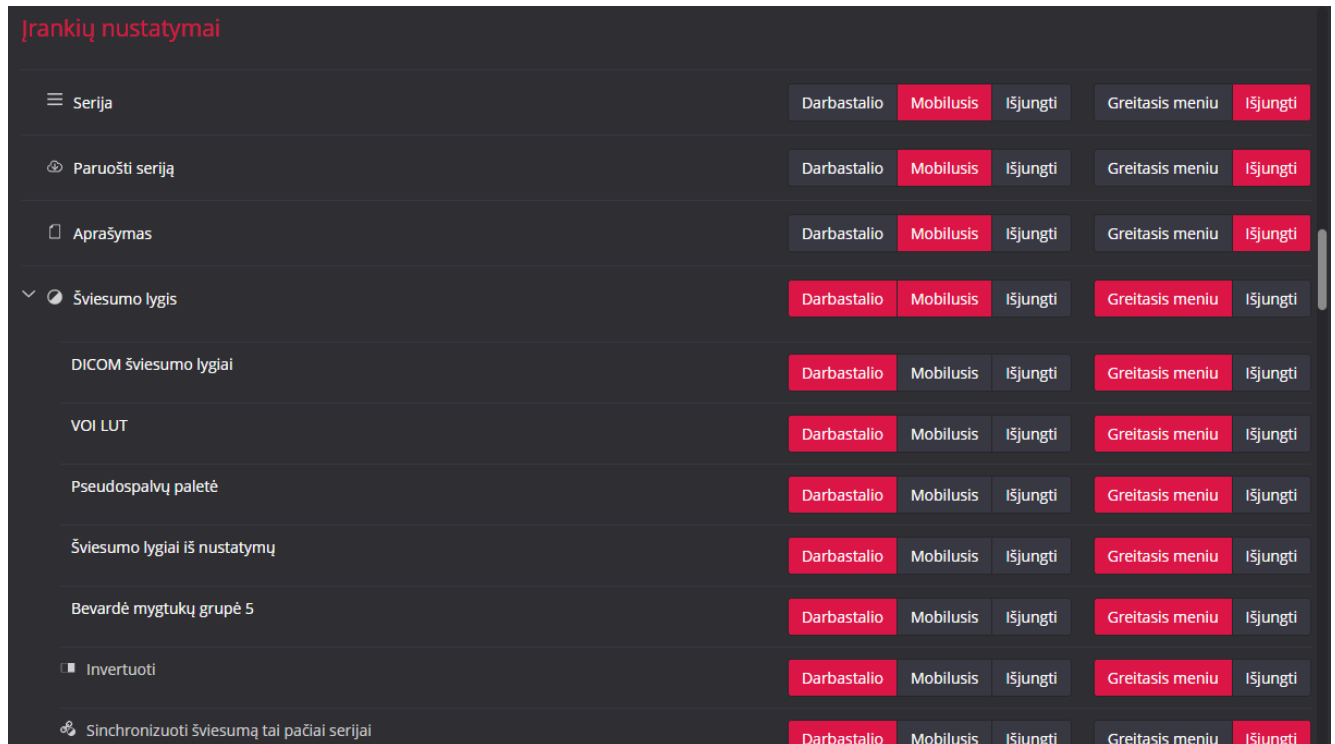 Įrankių nustatymai
Serija Darbastalio Mobilusis Išjungti Greitasis meniu Išjungti
Paruošti seriją Darbastalio Mobilusis Išjungti Greitasis meniu Išjungti
Aprašymas Darbastalio Mobilusis Išjungti Greitasis meniu Išjungti
Šviesumo lygis Darbastalio Mobilusis Išjungti Greitasis meniu Išjungti
DICOM šviesumo lygiai Darbastalio Mobilusis Išjungti Greitasis meniu Išjungti
VOI LUT Darbastalio Mobilusis Išjungti Greitasis meniu Išjungti
Pseudospalvų paletė Darbastalio Mobilusis Išjungti Greitasis meniu Išjungti
Šviesumo lygiai iš nustatymų Darbastalio Mobilusis Išjungti Greitasis meniu Išjungti
Bevardė mygtukų grupė 5 Darbastalio Mobilusis Išjungti Greitasis meniu Išjungti
Invertuoti Darbastalio Mobilusis Išjungti Greitasis meniu Išjungti
Sinchronizuoti šviesumą tai pačiai serijai Darbastalio Mobilusis Išjungti Greitasis meniu Išjungti